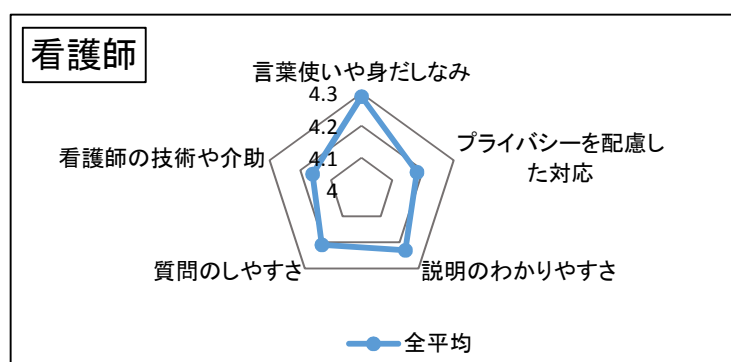 看護師
言葉使いや身だしなみ
4.3
4.2
4.1
4
プライバシーを配慮し
た対応
看護師の技術や介助
質問のしやすさ
説明のわかりやすさ
全平均